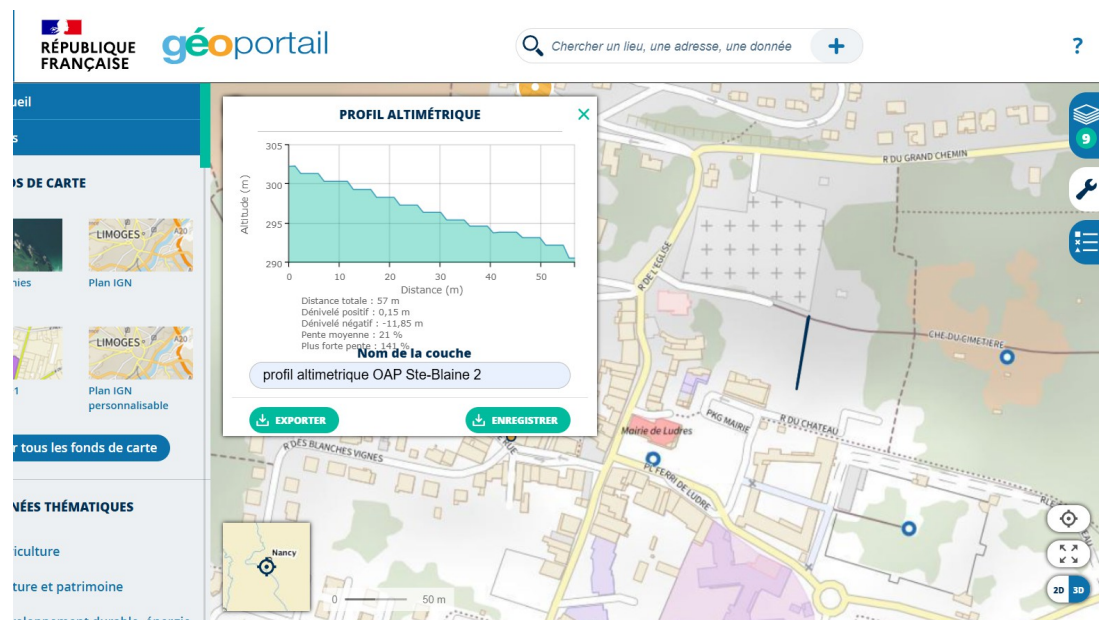 RÉPUBLIQUE
FRANÇAISE
géoportail
Chercher un lieu, une adresse, une donnée
+
?
ueil
s
DS DE CARTE
LIMOGES
A20
nies
Plan IGN
LIMOGES
A20
1
Plan IGN
personnalisable
r tous les fonds de carte
NÉES THÉMATIQUES
riculture
ture et patrimoine
PROFIL ALTIMÉTRIQUE
305
300
295
290
Altitude (m)
0 10 20 30 40 50
Distance (m)
Distance totale : 57 m
Dénivelé positif : 0,15 m
Dénivelé négatif : -11,85 m
Pente moyenne : 21 %
Plus forte pente : 141 %
Nom de la couche
profil altimetrique OAP Ste-Blaine 2
EXPORTER
ENREGISTRER
R DU GRAND CHEMIN
R DE L'EGLISE
CHE DU CIMETIERE
PKG MAIRIE
R DU CHATEAU
Mairie de Ludres
PL FERRI DE LUDRE
R DES BLANCHES VIGNES
Nancy
0
50 m
9
2D
3D